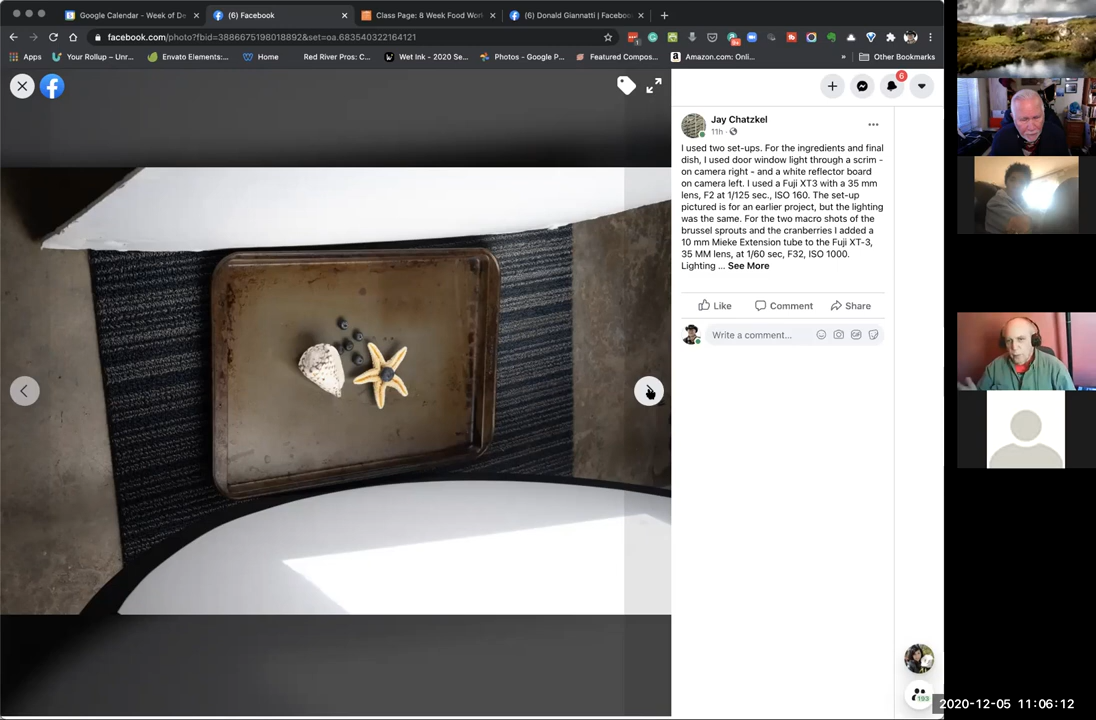 Google Calendar - Week of De
(6) Facebook
Class Page: 8 Week Food Wor
(6) Donald Giannatti | Faceboo
facebook.com/photo?fbid=3886675198018892&set=oa.683540322164121
Apps
Your Rollup – Unr...
Envato Elements:...
Home
Red River Pros: C...
Wet Ink - 2020 Se...
Photos - Google P...
Featured Compos...
Amazon.com: Onli...
»
Other Bookmarks
6
Jay Chatzkel
11h
I used two set-ups. For the ingredients and final
dish, I used door window light through a scrim -
on camera right - and a white reflector board
on camera left. I used a Fuji XT3 with a 35 mm
lens, F2 at 1/125 sec., ISO 160. The set-up
pictured is for an earlier project, but the lighting
was the same. For the two macro shots of the
brussel sprouts and the cranberries I added a
10 mm Mieke Extension tube to the Fuji XT-3,
35 MM lens, at 1/60 sec, F32, ISO 1000.
Lighting ... See More
Like
Comment
Share
Write a comment...
193
2020-12-05 11:06:12